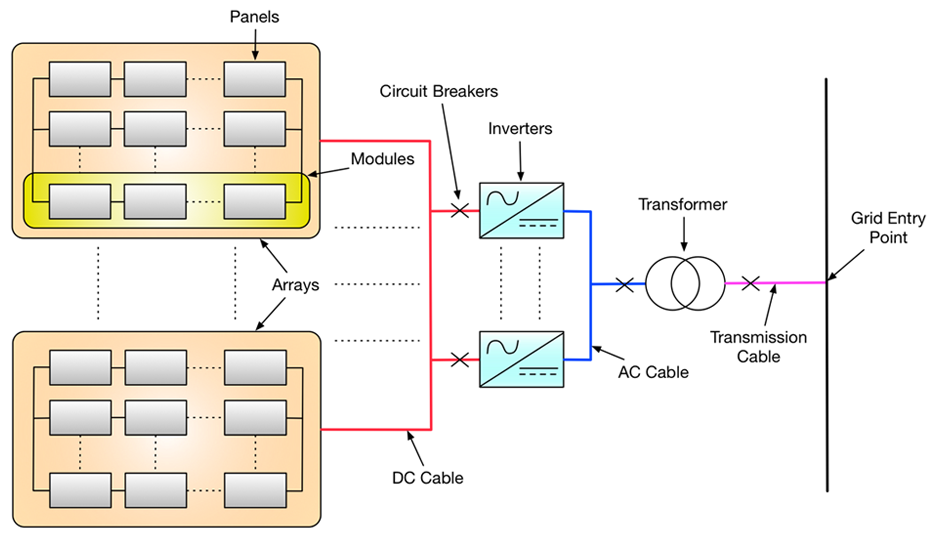 Panels
Circuit Breakers
Inverters
Modules
Transformer
Grid Entry
Point
Arrays
Transmission
Cable
AC Cable
DC Cable